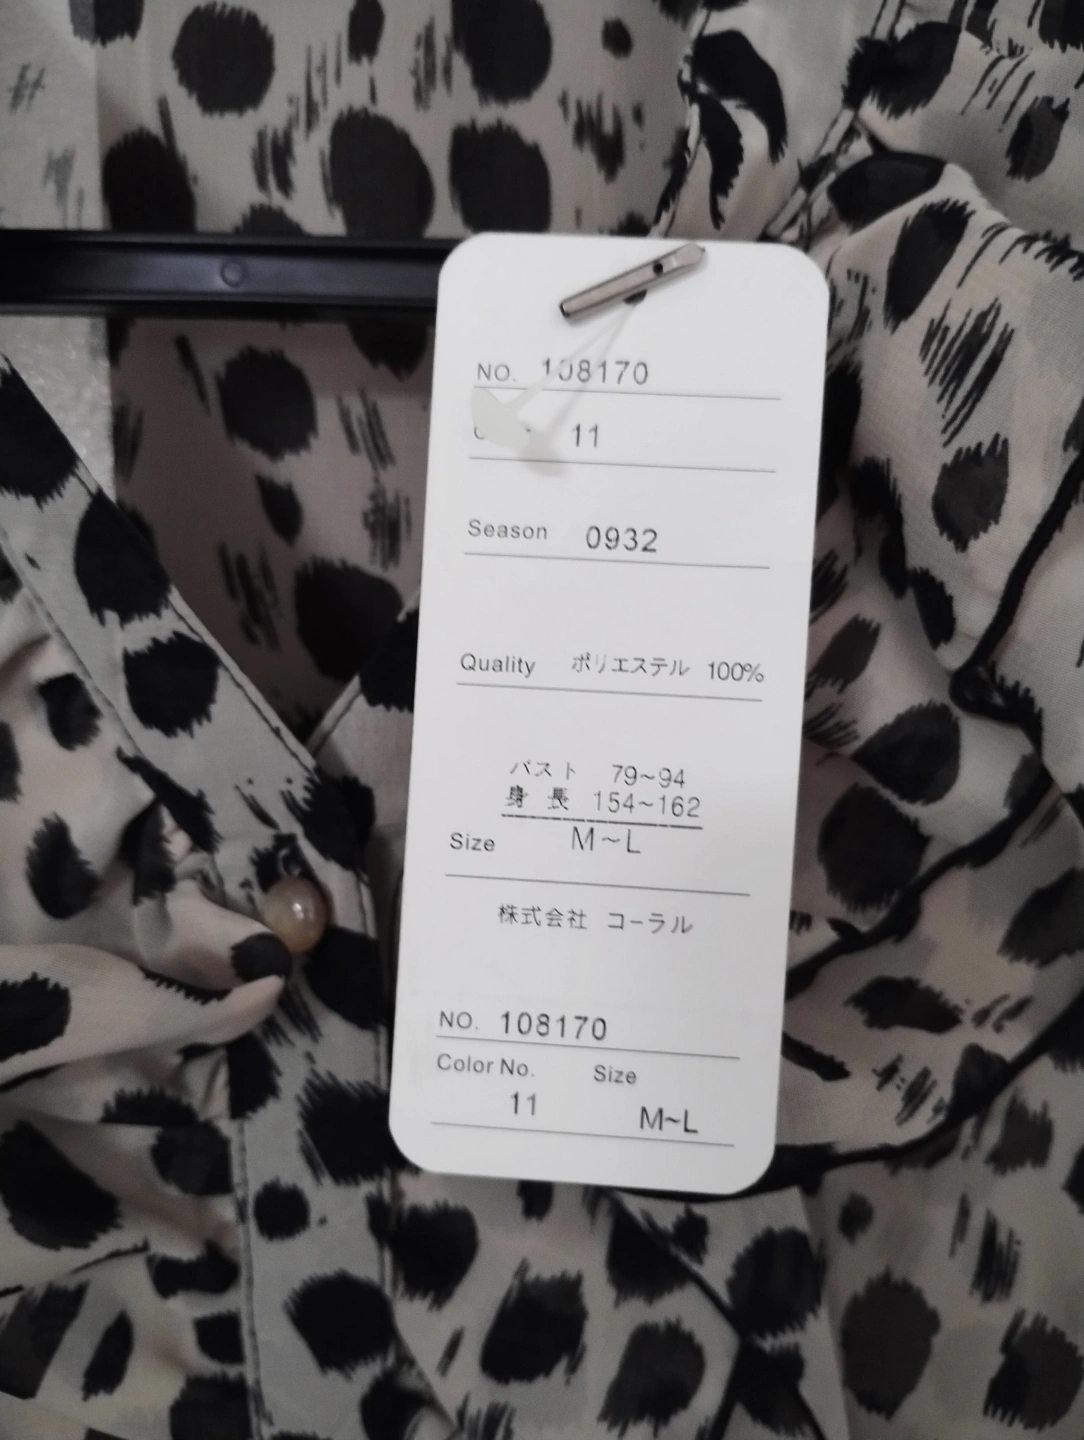 NO. 108170
11
Season 0932
Quality ポリエステル 100%
バスト 79~94
身長 154~162
Size M~L
株式会社 コーラル
NO. 108170
Color No. Size
11 M~L